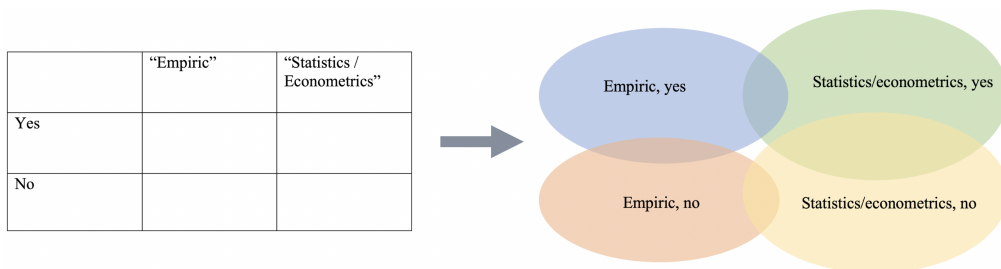 “Empiric”
“Statistics /
Econometrics”
Yes
No
Empiric, yes
Statistics/econometrics, yes
Empiric, no
Statistics/econometrics, no